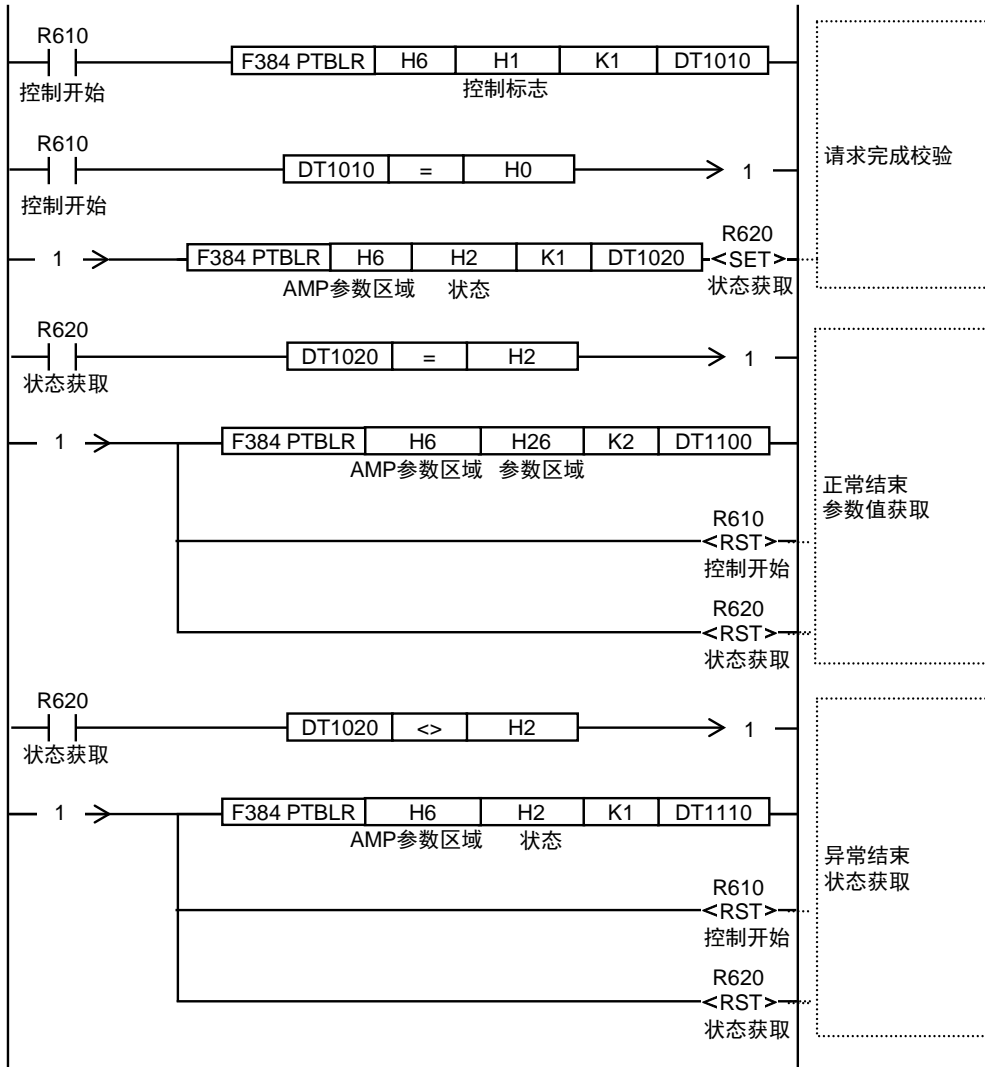 R610
F384 PTBLR H6 H1 K1 DT1010
控制开始
控制标志
R610
DT1010 = H0 1
控制开始
请求完成校验
R620
1 F384 PTBLR H6 H2 K1 DT1020 <SET>
AMP参数区域 状态 状态获取
R620
DT1020 = H2 1
状态获取
1 F384 PTBLR H6 H26 K2 DT1100
AMP参数区域 参数区域
正常结束
参数值获取
R610
<RST>
控制开始
R620
<RST>
状态获取
R620
DT1020 <> H2 1
状态获取
1 F384 PTBLR H6 H2 K1 DT1110
AMP参数区域 状态
异常结束
状态获取
R610
<RST>
控制开始
R620
<RST>
状态获取